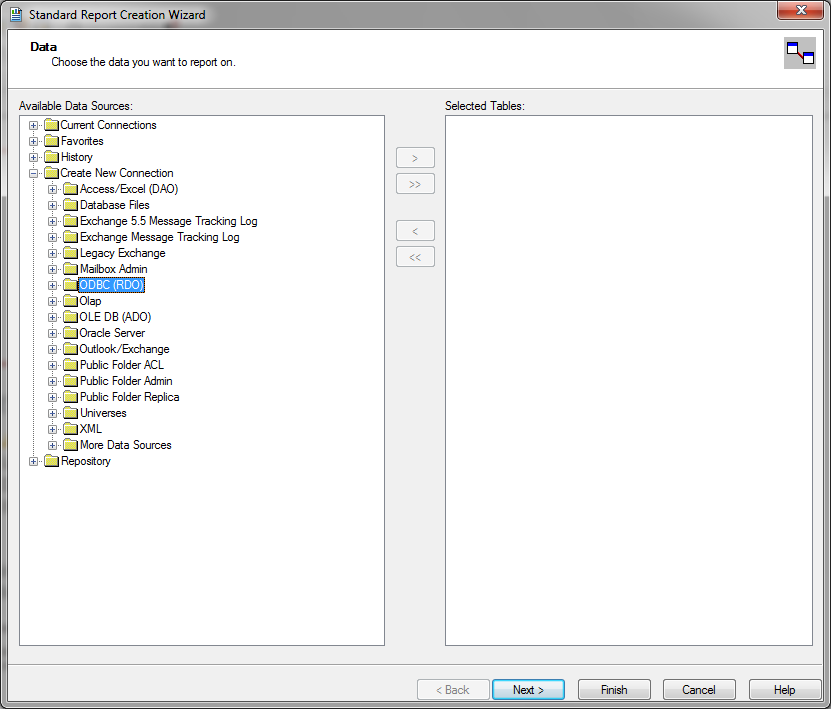 Standard Report Creation Wizard
Data
Choose the data you want to report on.
Available Data Sources:
Selected Tables:
Current Connections
Favorites
History
Create New Connection
Access/Excel (DAO)
Database Files
Exchange 5.5 Message Tracking Log
Exchange Message Tracking Log
Legacy Exchange
Mailbox Admin
ODBC (RDO)
Olap
OLE DB (ADO)
Oracle Server
Outlook/Exchange
Public Folder ACL
Public Folder Admin
Public Folder Replica
Universes
XML
More Data Sources
Repository
>
>>
<
<<
< Back
Next >
Finish
Cancel
Help